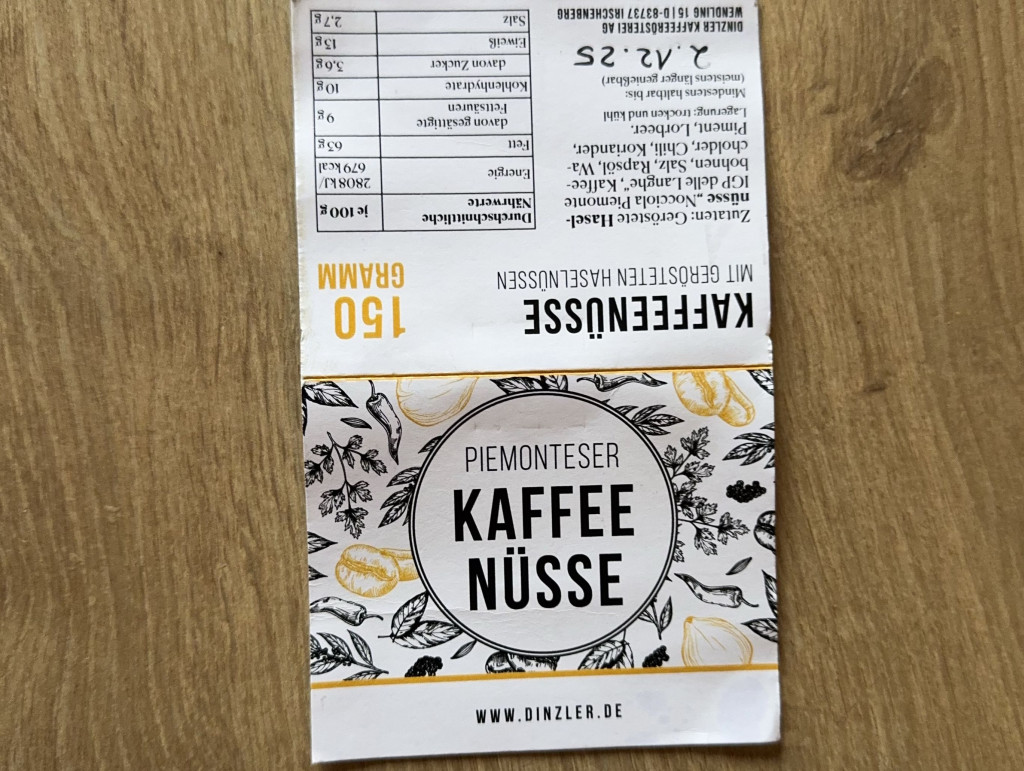 PIEMONTESER
KAFFEE
NÜSSE
WWW.DINZLER.DE
KAFFEENÜSSE
MIT GERÖSTETEN HASELNÜSSEN
150
GRAMM
Zutaten: Geröstete Hasel-
nüsse „Nocciola Piemonte
IGP delle Langhe“, Kaffee-
bohnen, Salz, Rapsöl, Wa-
cholder, Chili, Koriander,
Piment, Lorbeer.
Lagerung: trocken und kühl
Mindestens haltbar bis:
(meistens länger genießbar)
2.12.25
DINZLER KAFFEERÖSTEREI AG
WENDLING 15 | D-83737 IRSCHENBERG
Durchschnittliche
Nährwerte
je 100 g
Energie
2808 kJ/
679 kcal
Fett
63 g
davon gesättigte
Fettsäuren
9 g
Kohlenhydrate
10 g
davon Zucker
3,6 g
Eiweiß
13 g
Salz
2,7 g